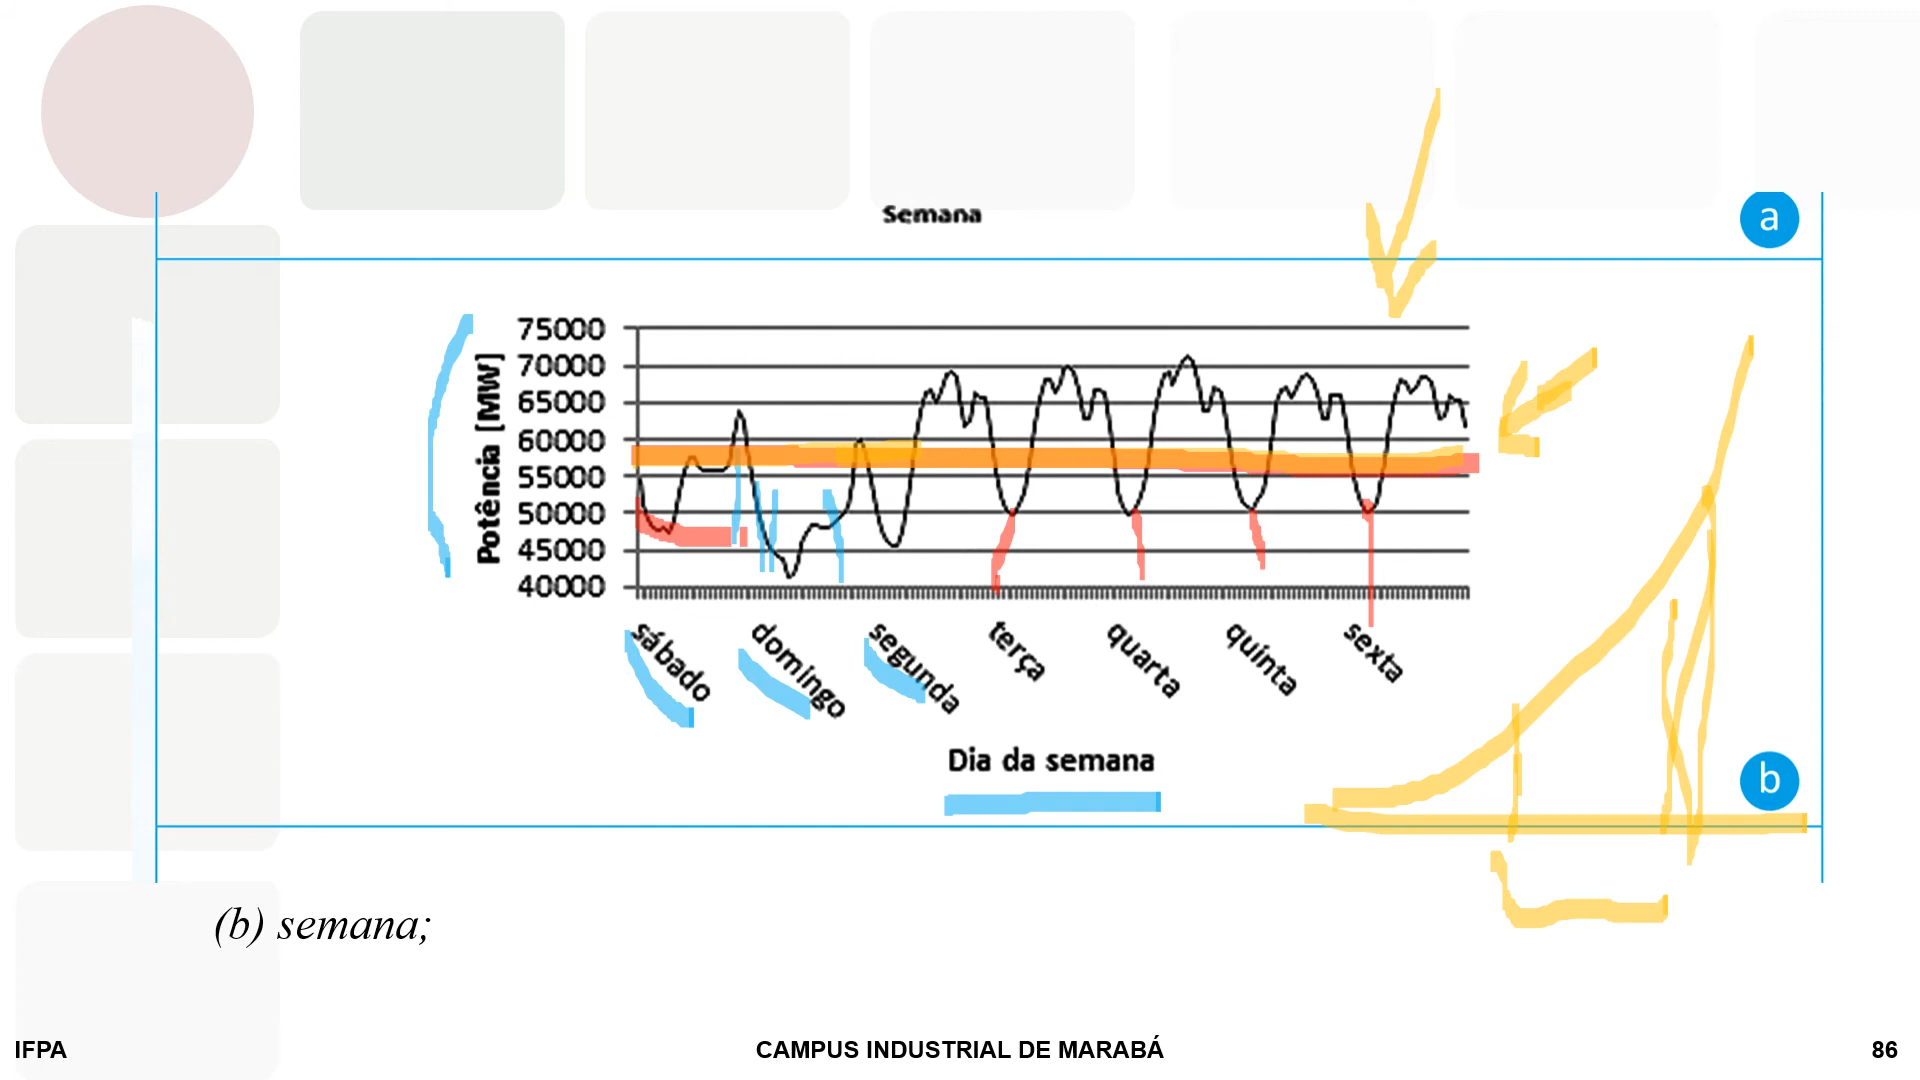 Semana
a
75000
70000
65000
60000
55000
50000
45000
40000
Potência [MW]
sábado
domingo
segunda
terça
quarta
quinta
sexta
Dia da semana
b
(b) semana;
IFPA
CAMPUS INDUSTRIAL DE MARABÁ
86